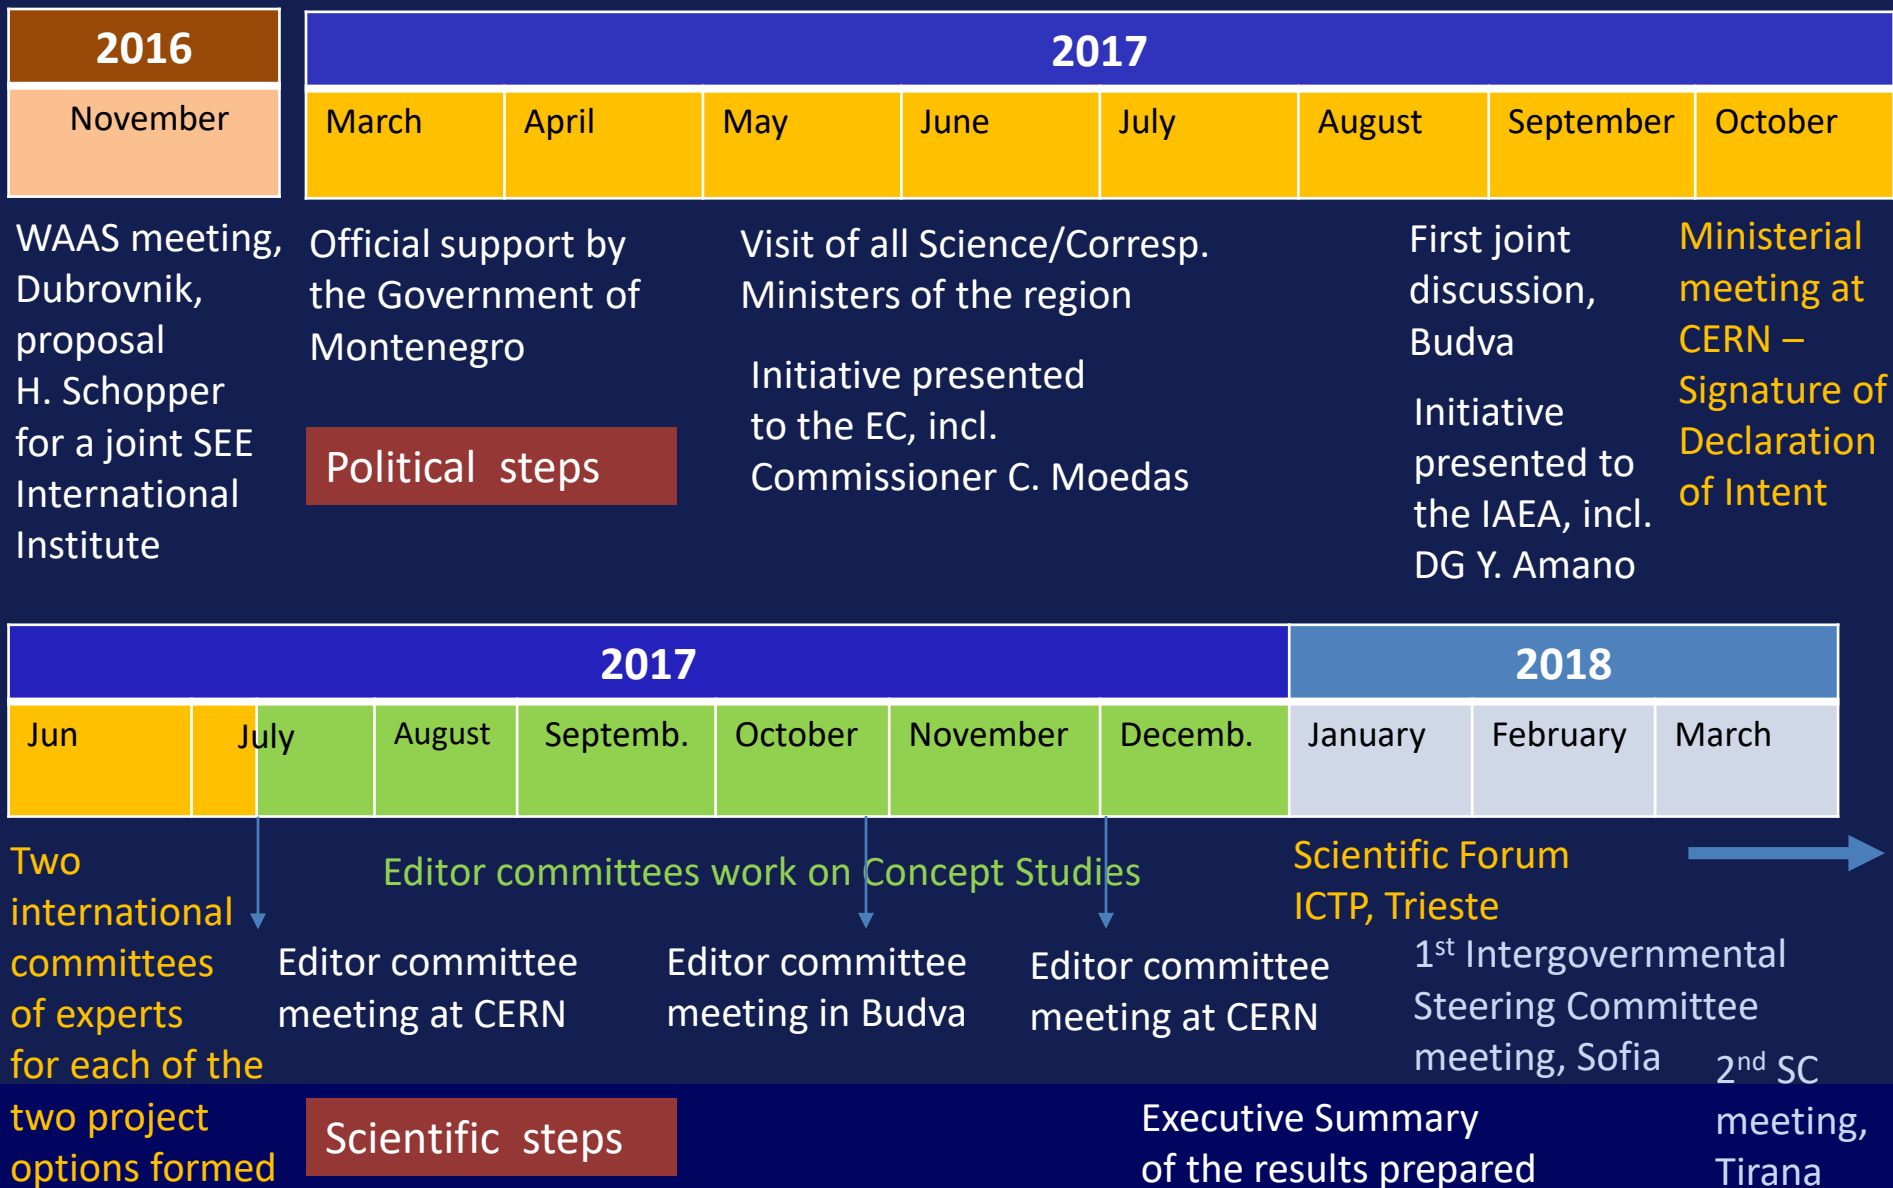 2016
2017
November
March
April
May
June
July
August
September
October
WAAS meeting,
Dubrovnik,
proposal
H. Schopper
for a joint SEE
International
Institute
Official support by
the Government of
Montenegro
Political steps
Visit of all Science/Corresp.
Ministers of the region
Initiative presented
to the EC, incl.
Commissioner C. Moedas
First joint
discussion,
Budva
Initiative
presented to
the IAEA, incl.
DG Y. Amano
Ministerial
meeting at
CERN –
Signature of
Declaration
of Intent
2017
2018
Jun
July
August
Septemb.
October
November
Decemb.
January
February
March
Two
international
committees
of experts
for each of the
two project
options formed
Editor committees work on Concept Studies
Editor committee
meeting at CERN
Editor committee
meeting in Budva
Editor committee
meeting at CERN
Scientific Forum
ICTP, Trieste
1st Intergovernmental
Steering Committee
meeting, Sofia
2nd SC
meeting,
Tirana
Scientific steps
Executive Summary
of the results prepared